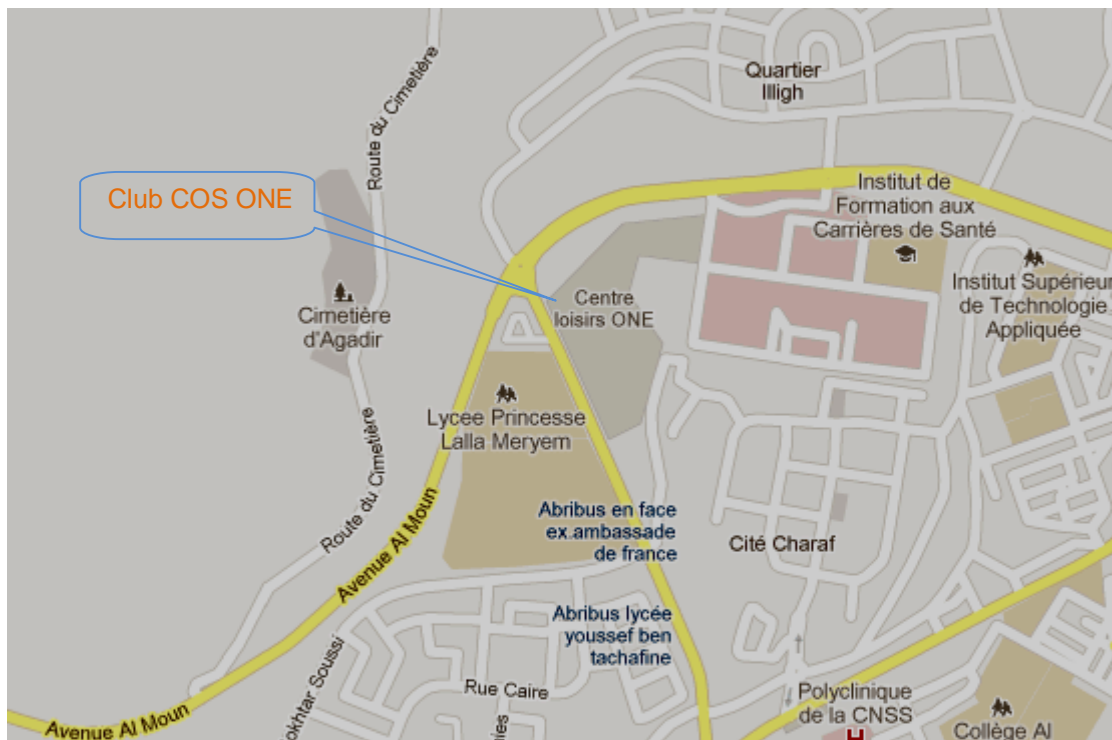 Quartier
Illigh
Route du Cimetière
Club COS ONE
Institut de
Formation aux
Carrières de Santé
Institut Supérieur
de Technologie
Appliquée
Centre
loisirs ONE
Cimetière
d'Agadir
Lycee Princesse
Lalla Meryem
Route du Cimetière
Avenue Al Moun
Abribus en face
ex.ambassade
de france
Cité Charaf
Abribus lycée
youssef ben
tachafine
okhtar Soussi
Rue Caire
nies
Polyclinique
de la CNSS
H
Avenue Al Moun
Collège Al